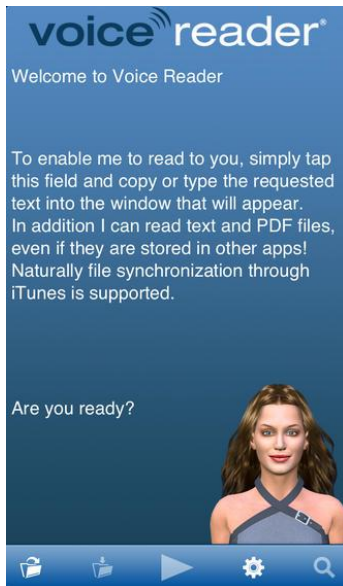 voice reader®
Welcome to Voice Reader
To enable me to read to you, simply tap
this field and copy or type the requested
text into the window that will appear.
In addition I can read text and PDF files,
even if they are stored in other apps!
Naturally file synchronization through
iTunes is supported.
Are you ready?